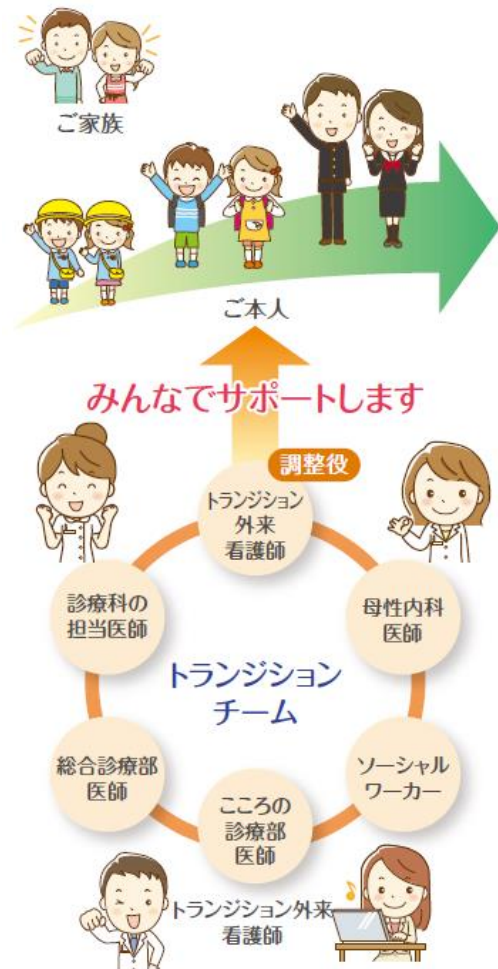 ご家族
ご本人
みんなでサポートします
調整役
トランジション
外来
看護師
診療科の
担当医師
母性内科
医師
トランジション
チーム
総合診療部
医師
ソーシャル
ワーカー
こころの
診療部
医師
トランジション外来
看護師